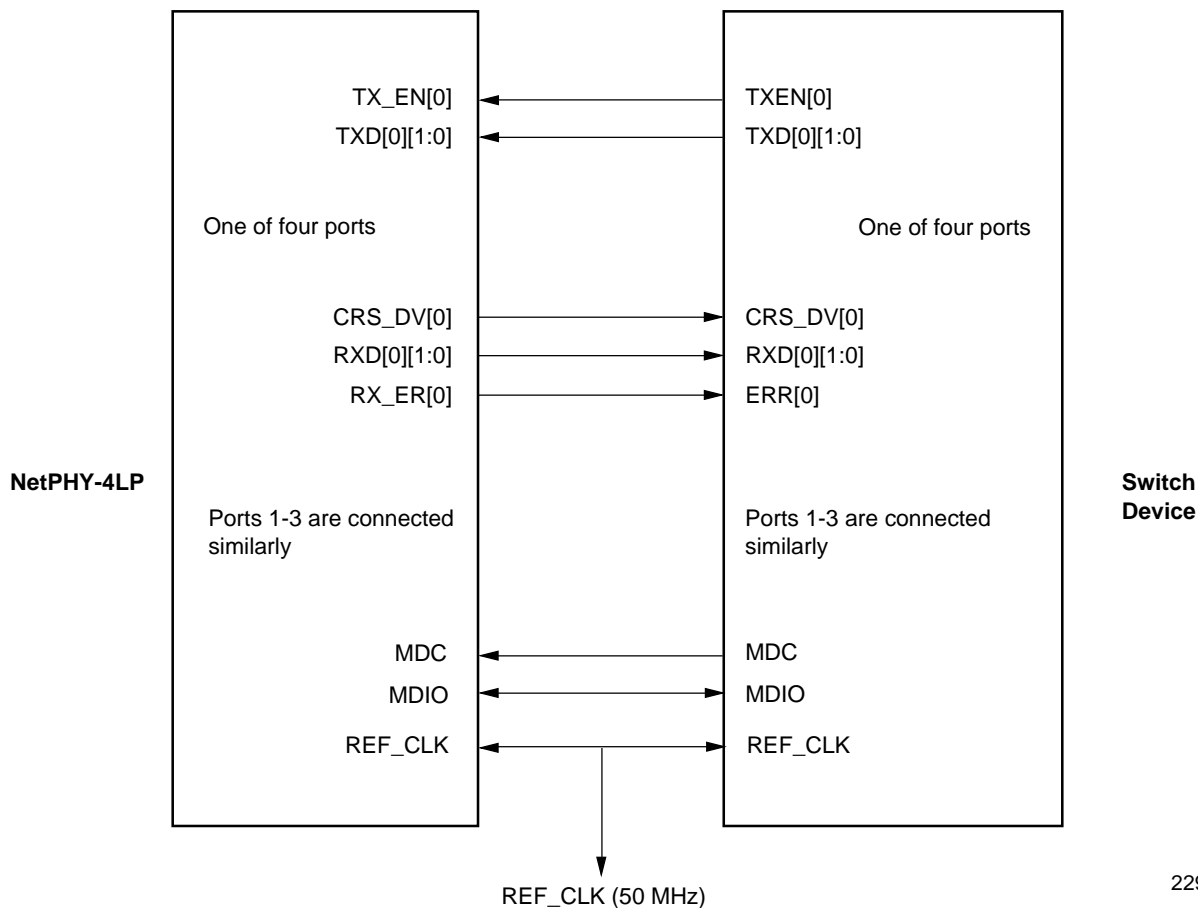 TX_EN[0] TXEN[0]
TXD[0][1:0] TXD[0][1:0]
One of four ports One of four ports
CRS_DV[0] CRS_DV[0]
RXD[0][1:0] RXD[0][1:0]
RX_ER[0] ERR[0]
NetPHY-4LP
Switch
Device
Ports 1-3 are connected
similarly
Ports 1-3 are connected
similarly
MDC MDC
MDIO MDIO
REF_CLK REF_CLK
REF_CLK (50 MHz)
229